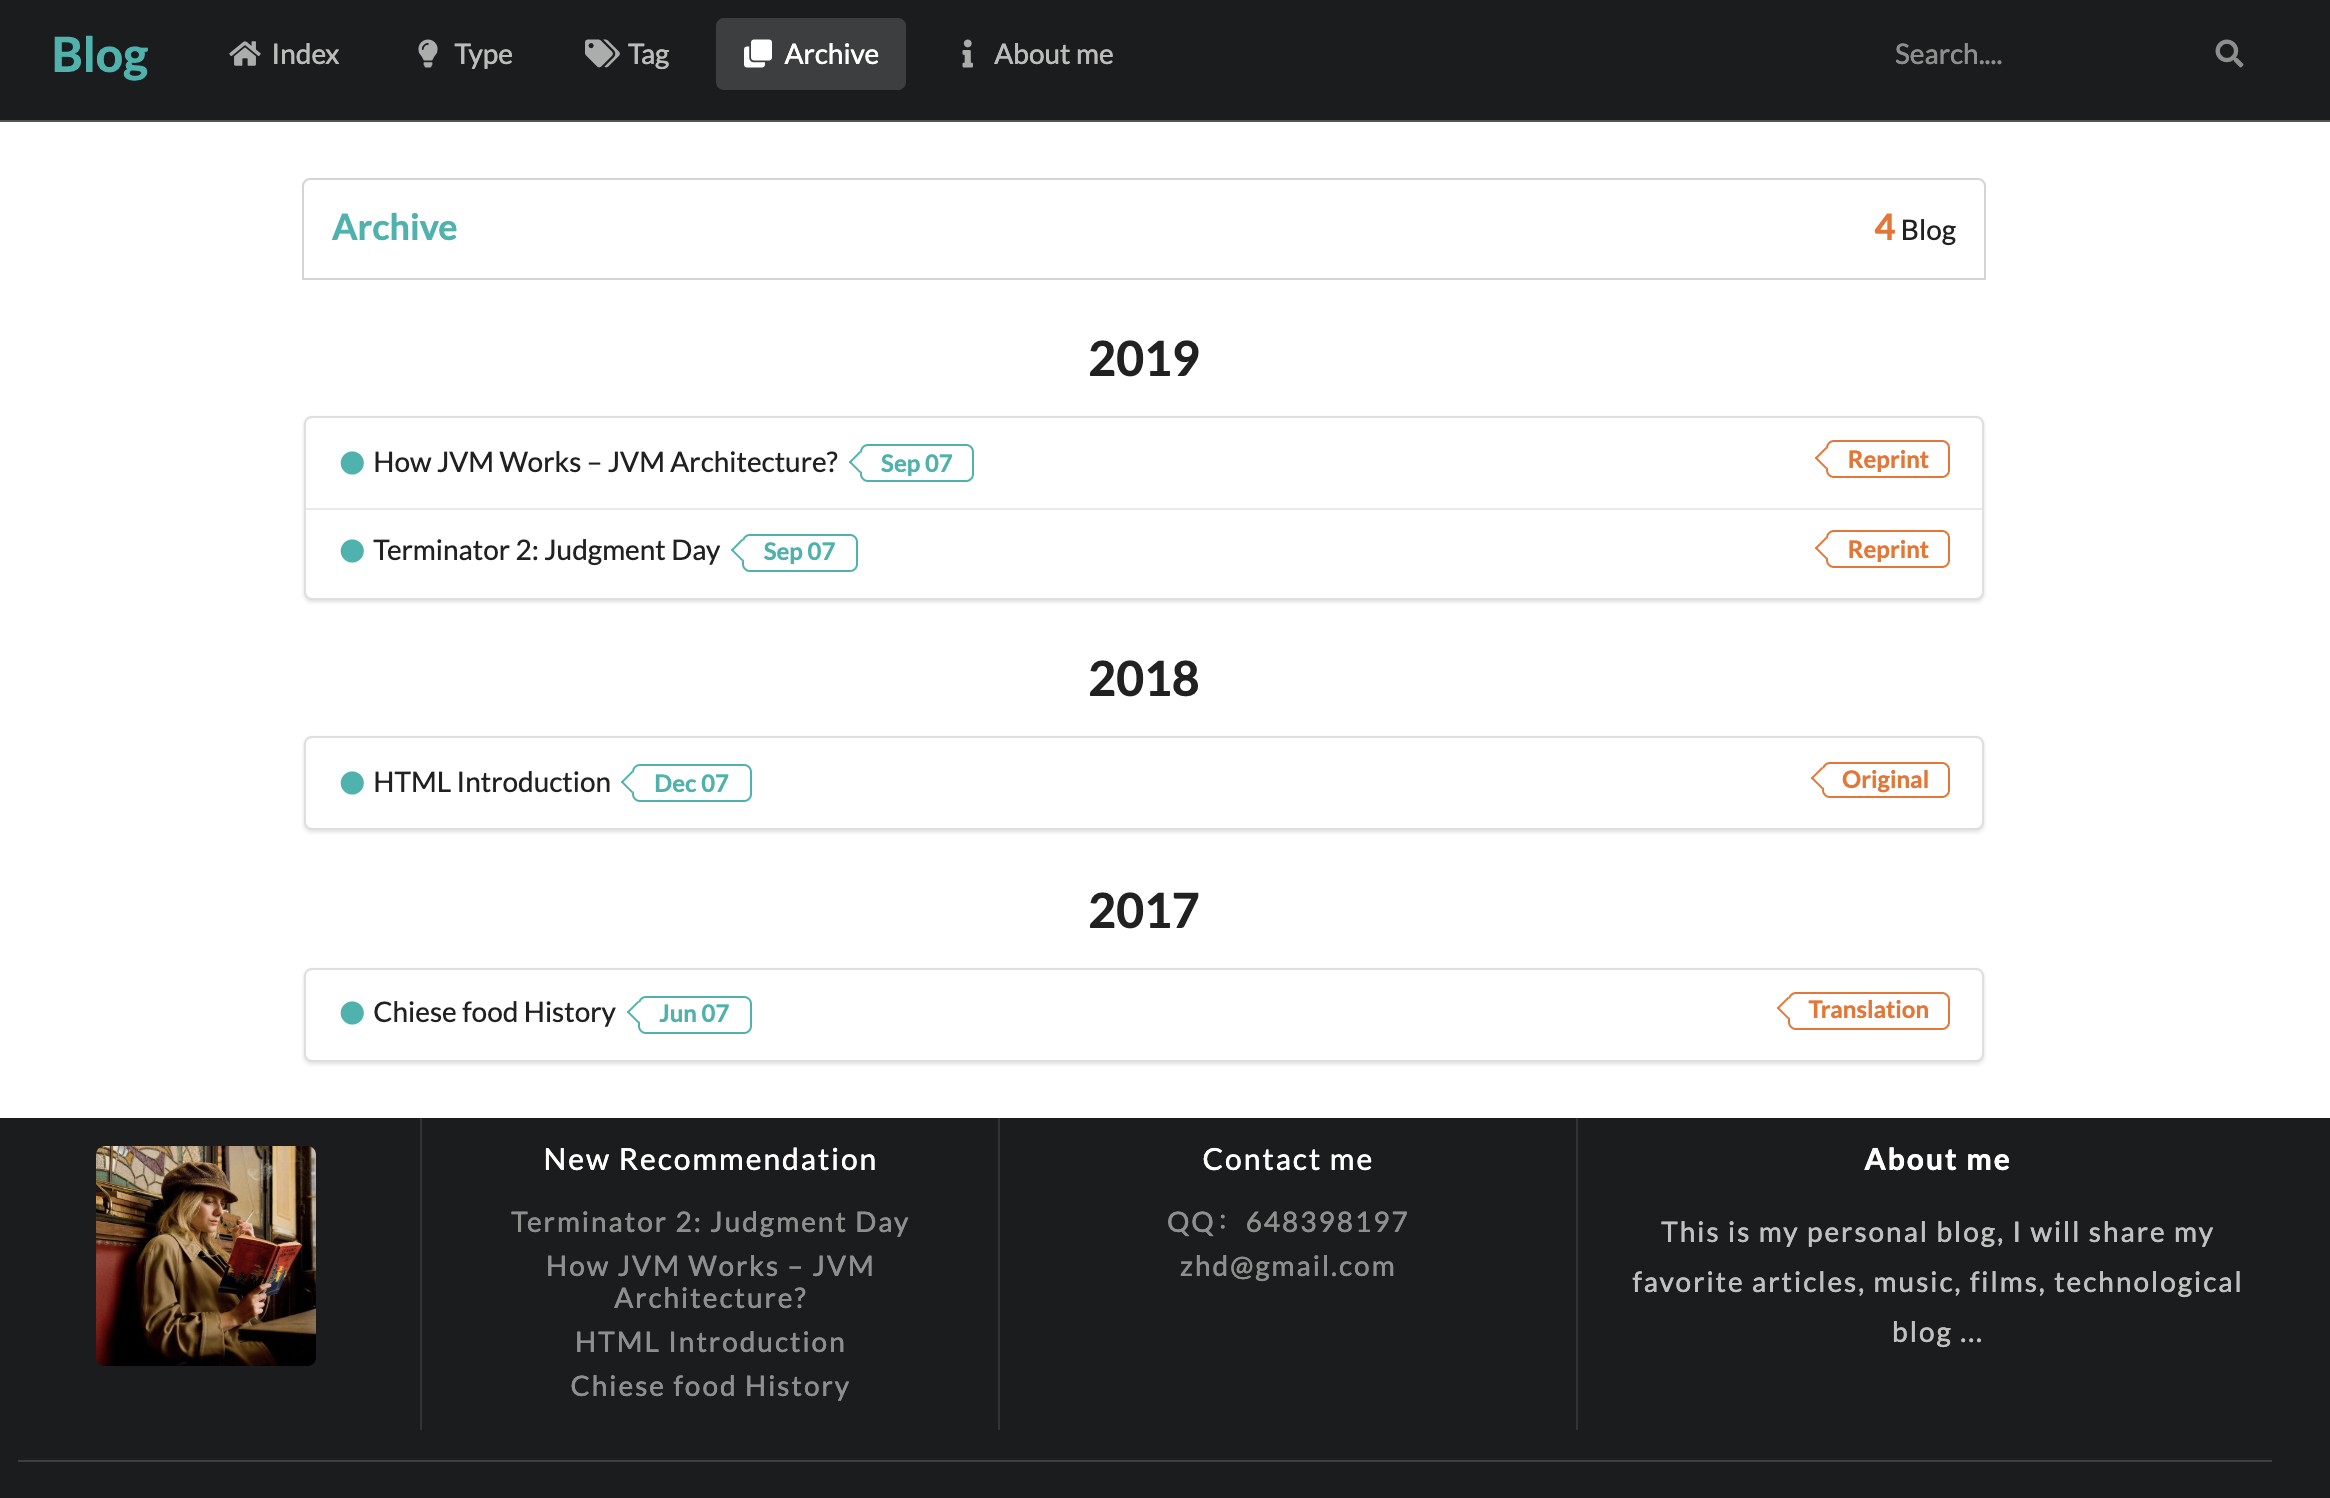 Blog
Index
Type
Tag
Archive
About me
Search....
Archive
4 Blog
2019
How JVM Works – JVM Architecture?
Sep 07
Reprint
Terminator 2: Judgment Day
Sep 07
Reprint
2018
HTML Introduction
Dec 07
Original
2017
Chiese food History
Jun 07
Translation
New Recommendation
Terminator 2: Judgment Day
How JVM Works – JVM
Architecture?
HTML Introduction
Chiese food History
Contact me
QQ：648398197
zhd@gmail.com
About me
This is my personal blog, I will share my
favorite articles, music, films, technological
blog ...